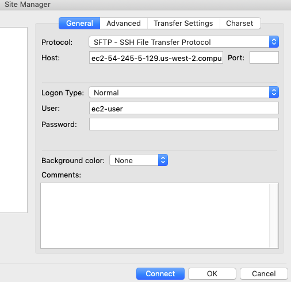 Site Manager
General Advanced Transfer Settings Charset
Protocol: SFTP - SSH File Transfer Protocol
Host: ec2-54-245-5-129.us-west-2.compu Port:
Logon Type: Normal
User: ec2-user
Password:
Background color: None
Comments:
Connect OK Cancel